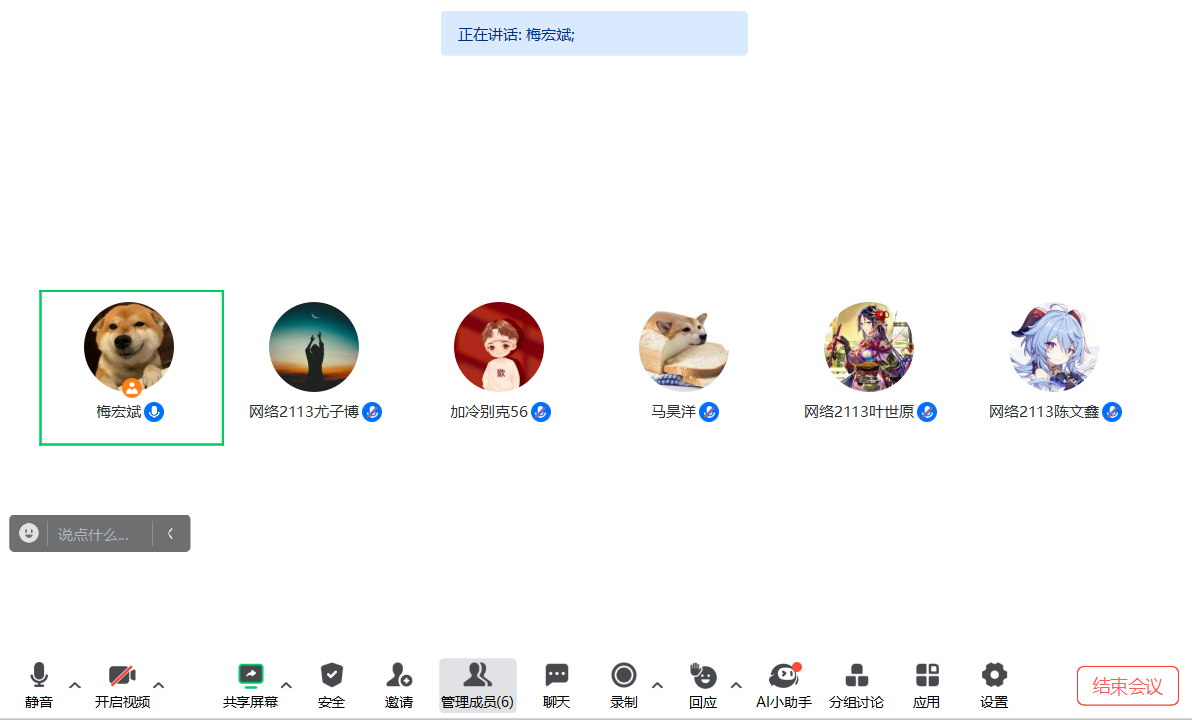 正在讲话: 梅宏斌;
梅宏斌
网络2113尤子博
加冷别克56
马昊洋
网络2113叶世原
网络2113陈文鑫
说点什么...
静音
开启视频
共享屏幕
安全
邀请
管理成员(6)
聊天
录制
回应
AI小助手
分组讨论
应用
设置
结束会议